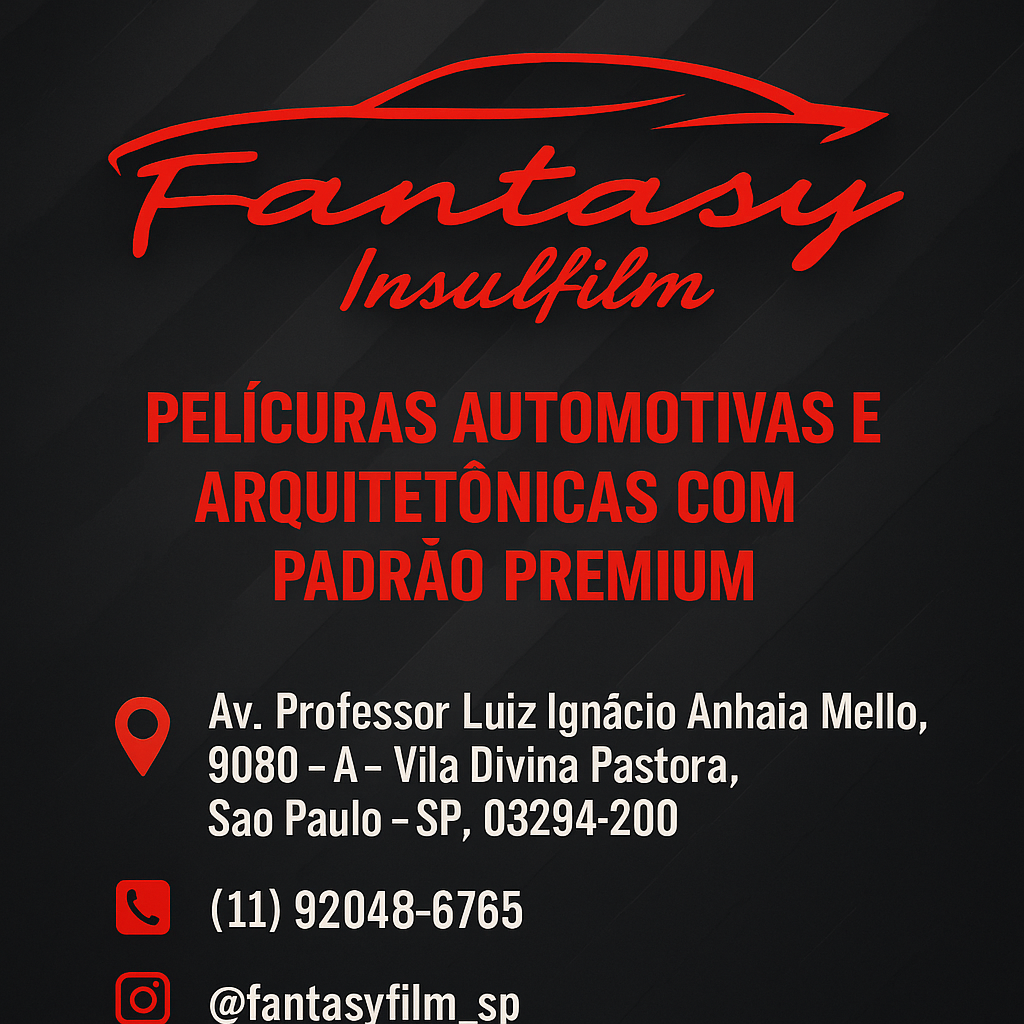 Fantasy
Insulfilm
PELÍCURAS AUTOMOTIVAS E
ARQUITETÔNICAS COM
PADRĂO PREMIUM
Av. Professor Luiz Ignácio Anhaia Mello,
9080 – A – Vila Divina Pastora,
Sao Paulo – SP, 03294-200
(11) 92048-6765
@fantasyfilm_sp